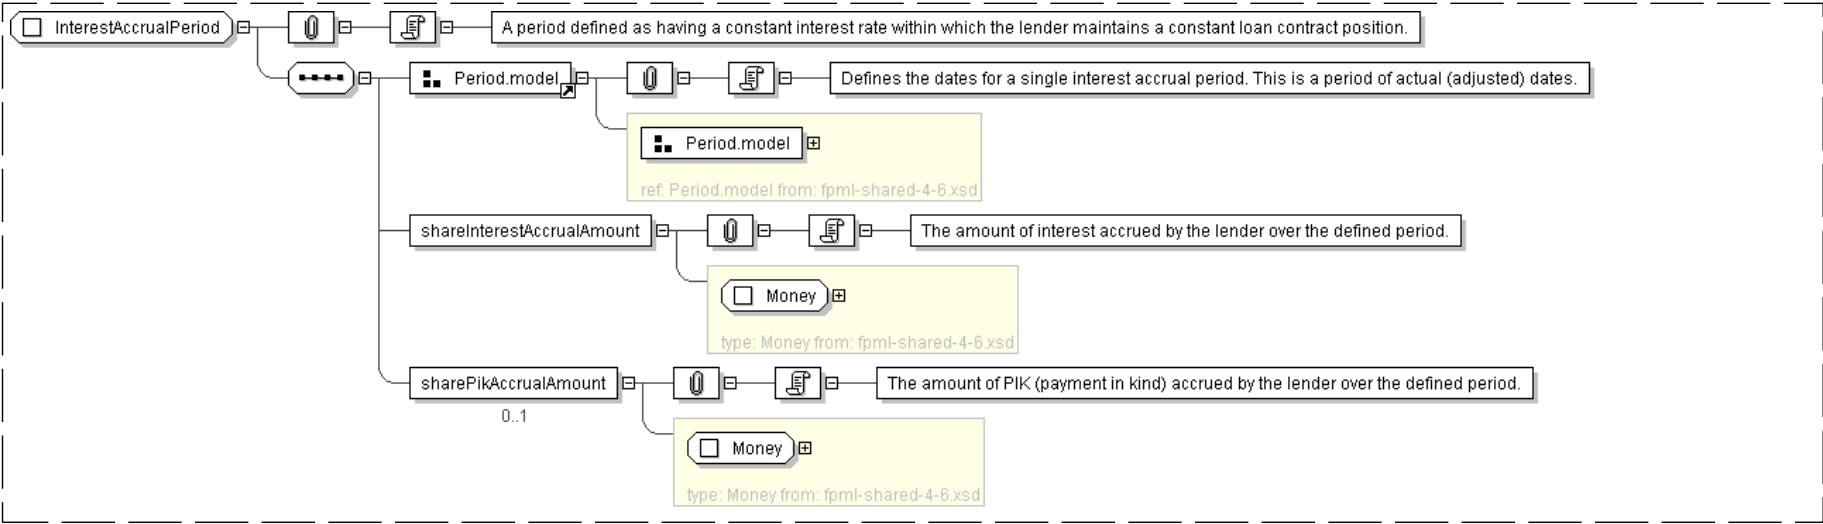 InterestAccrualPeriod
A period defined as having a constant interest rate within which the lender maintains a constant loan contract position.
Period.model
Defines the dates for a single interest accrual period. This is a period of actual (adjusted) dates.
Period.model
ref: Period.model from: fpml-shared-4-6.xsd
shareInterestAccrualAmount
The amount of interest accrued by the lender over the defined period.
Money
type: Money from: fpml-shared-4-6.xsd
sharePikAccrualAmount
The amount of PIK (payment in kind) accrued by the lender over the defined period.
0..1
Money
type: Money from: fpml-shared-4-6.xsd